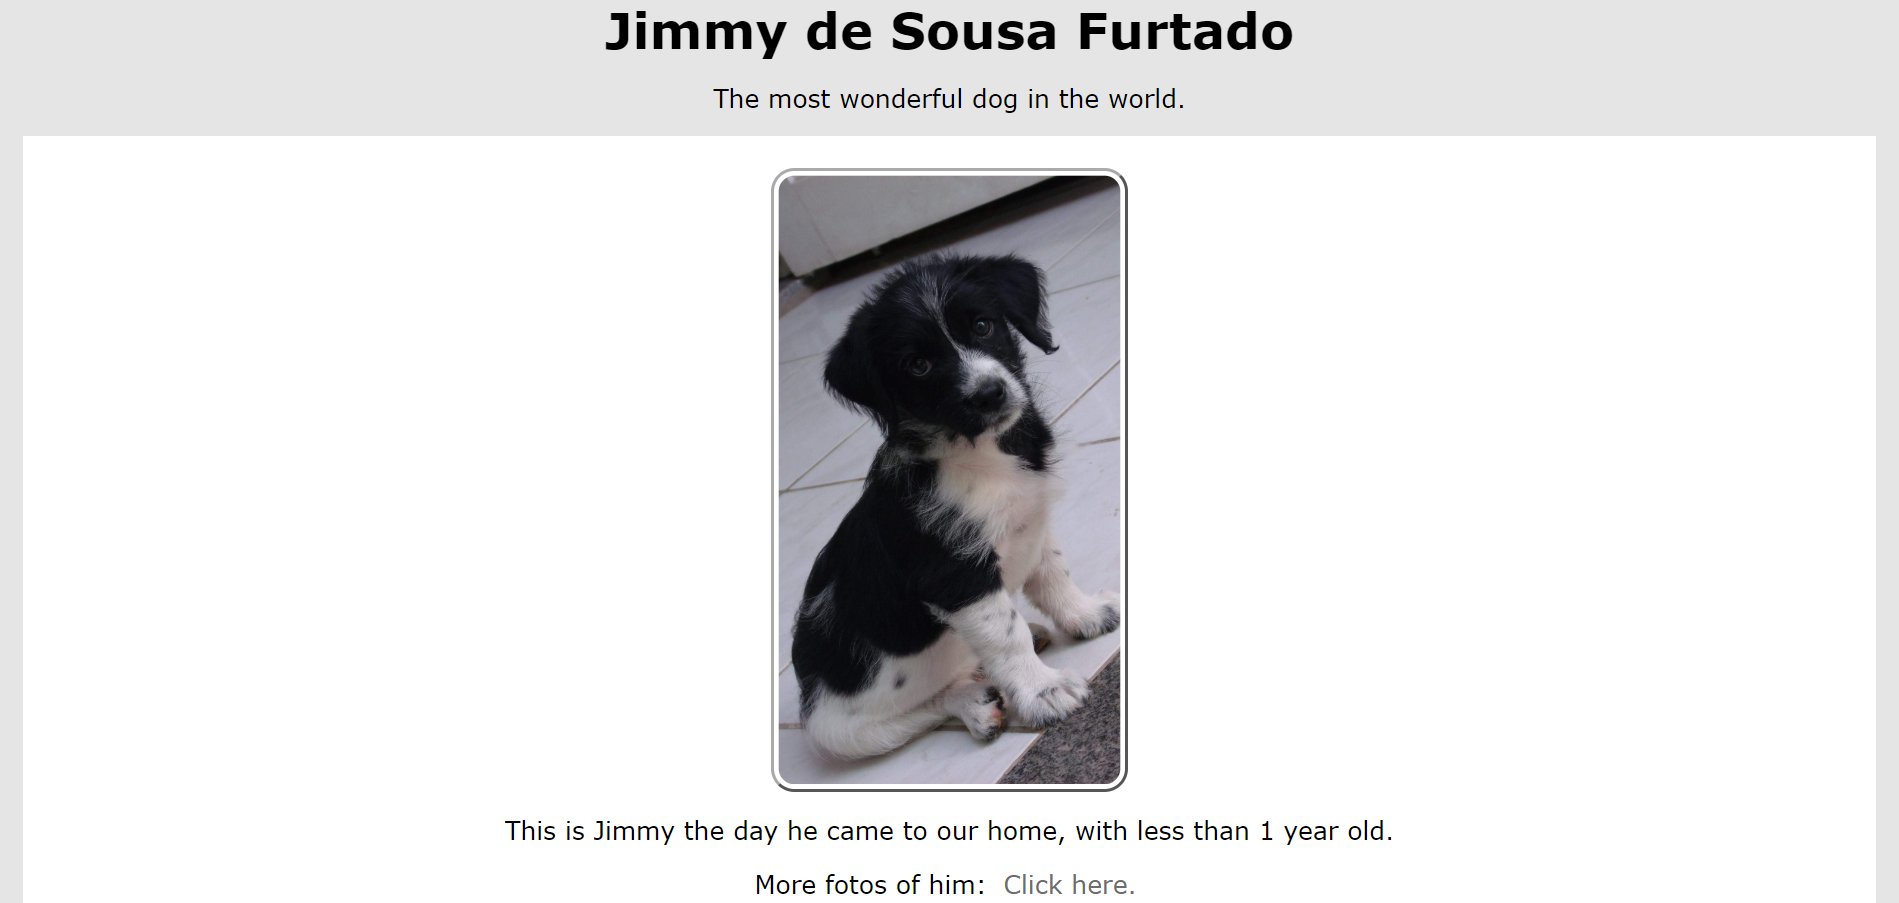 Jimmy de Sousa Furtado
The most wonderful dog in the world.
This is Jimmy the day he came to our home, with less than 1 year old.
More fotos of him: Click here.